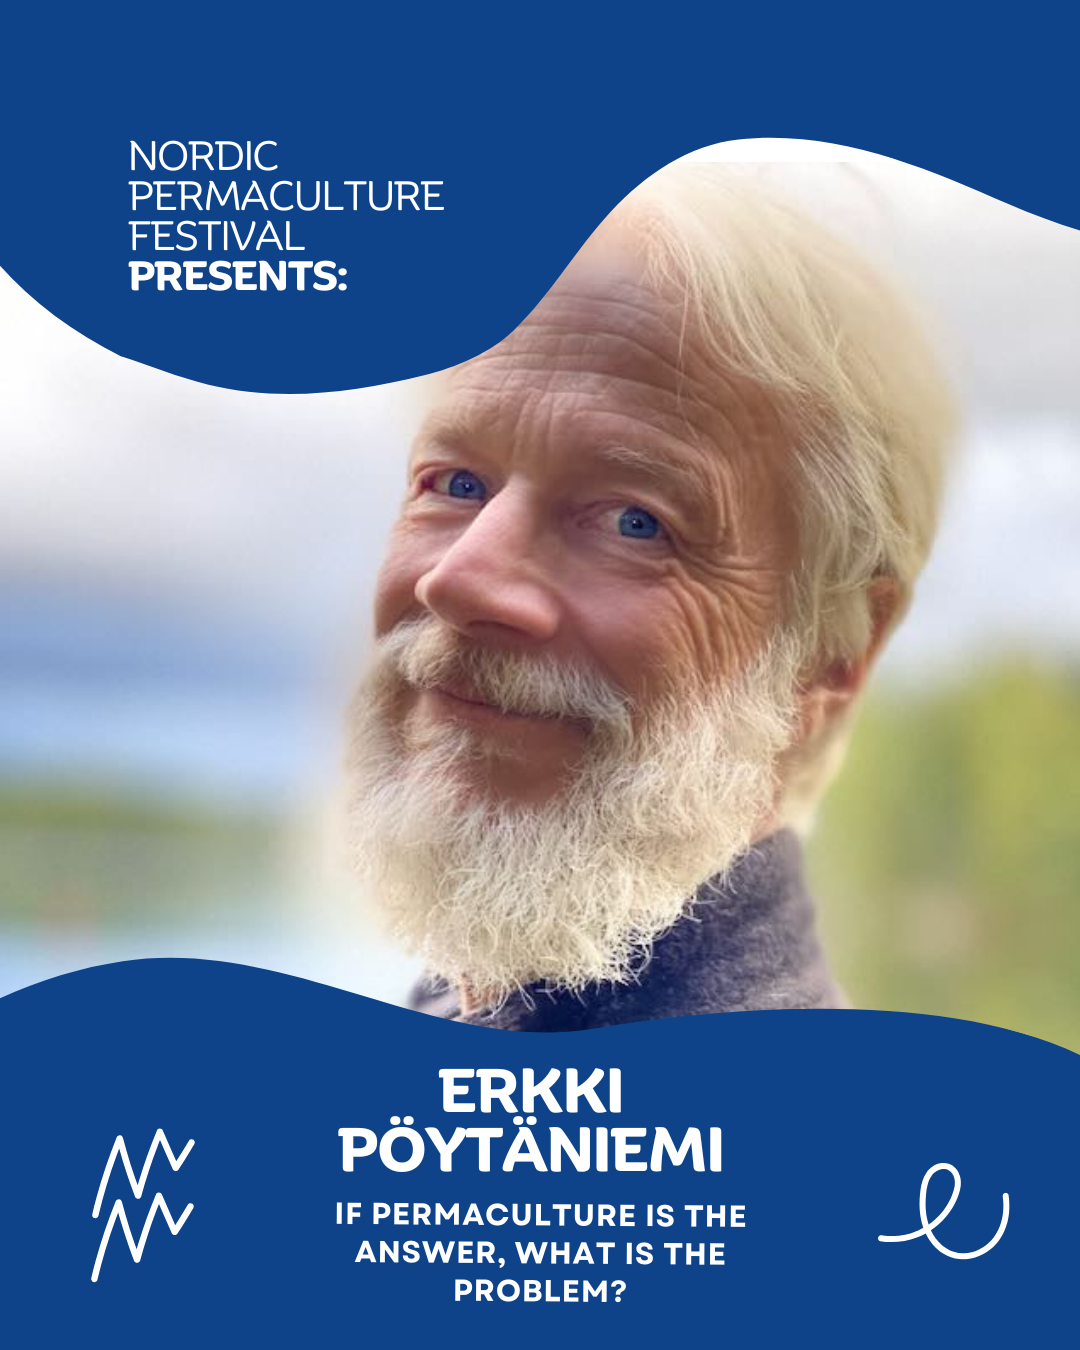 NORDIC
PERMACULTURE
FESTIVAL
PRESENTS:
ERKKI
PÖYTÄNIEMI
IF PERMACULTURE IS THE
ANSWER, WHAT IS THE
PROBLEM?